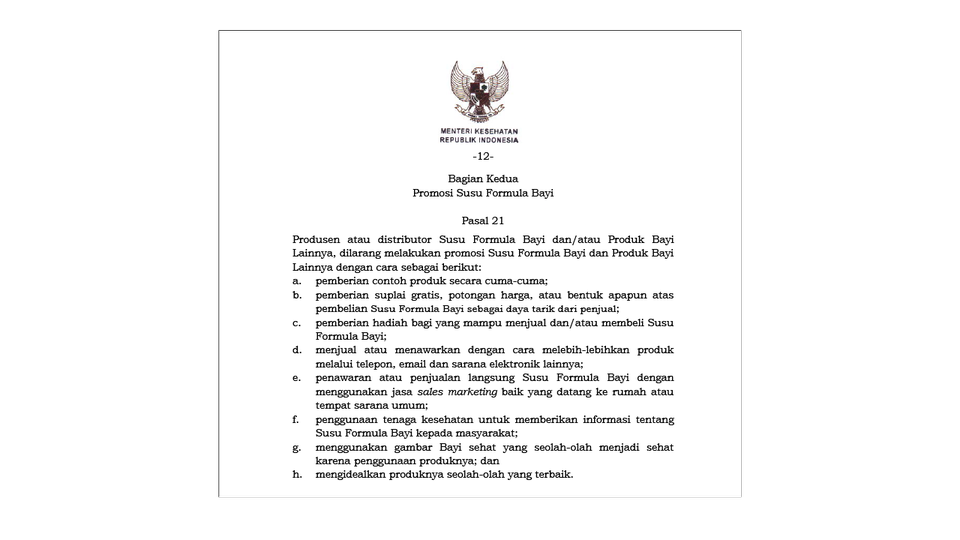 MENTERI KESEHATAN
REPUBLIK INDONESIA
-12-
Bagian Kedua
Promosi Susu Formula Bayi
Pasal 21
Produsen atau distributor Susu Formula Bayi dan/atau Produk Bayi
Lainnya, dilarang melakukan promosi Susu Formula Bayi dan Produk Bayi
Lainnya dengan cara sebagai berikut:
a. pemberian contoh produk secara cuma-cuma;
b. pemberian suplai gratis, potongan harga, atau bentuk apapun atas
pembelian Susu Formula Bayi sebagai daya tarik dari penjual;
c. pemberian hadiah bagi yang mampu menjual dan/atau membeli Susu
Formula Bayi;
d. menjual atau menawarkan dengan cara melebih-lebihkan produk
melalui telepon, email dan sarana elektronik lainnya;
e. penawaran atau penjualan langsung Susu Formula Bayi dengan
menggunakan jasa sales marketing baik yang datang ke rumah atau
tempat sarana umum;
f. penggunaan tenaga kesehatan untuk memberikan informasi tentang
Susu Formula Bayi kepada masyarakat;
g. menggunakan gambar Bayi sehat yang seolah-olah menjadi sehat
karena penggunaan produknya; dan
h. mengidealkan produknya seolah-olah yang terbaik.